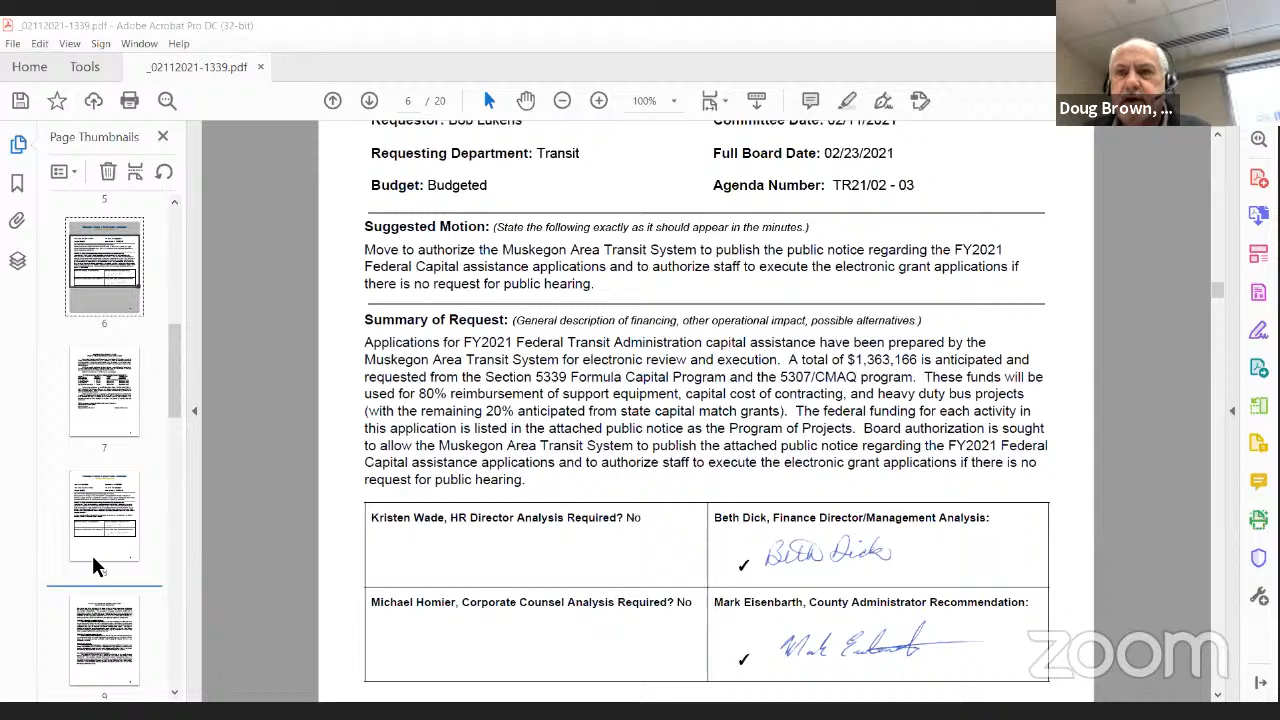 _02112021-1339.pdf - Adobe Acrobat Pro DC (32-bit)
File Edit View Sign Window Help
Home Tools _02112021-1339.pdf ×
6 / 20 100%
Doug Brown, ...
Page Thumbnails
5
6
7
8
9
Requestor: Bob Lukens Committee Date: 02/11/2021
Requesting Department: Transit Full Board Date: 02/23/2021
Budget: Budgeted Agenda Number: TR21/02 - 03
Suggested Motion: (State the following exactly as it should appear in the minutes.)
Move to authorize the Muskegon Area Transit System to publish the public notice regarding the FY2021
Federal Capital assistance applications and to authorize staff to execute the electronic grant applications if
there is no request for public hearing.
Summary of Request: (General description of financing, other operational impact, possible alternatives.)
Applications for FY2021 Federal Transit Administration capital assistance have been prepared by the
Muskegon Area Transit System for electronic review and execution. A total of $1,363,166 is anticipated and
requested from the Section 5339 Formula Capital Program and the 5307/CMAQ program. These funds will be
used for 80% reimbursement of support equipment, capital cost of contracting, and heavy duty bus projects
(with the remaining 20% anticipated from state capital match grants). The federal funding for each activity in
this application is listed in the attached public notice as the Program of Projects. Board authorization is sought
to allow the Muskegon Area Transit System to publish the attached public notice regarding the FY2021 Federal
Capital assistance applications and to authorize staff to execute the electronic grant applications if there is no
request for public hearing.
Kristen Wade, HR Director Analysis Required? No
Beth Dick, Finance Director/Management Analysis:
Beth Dick
Michael Homier, Corporate Counsel Analysis Required? No
Mark Eisenbarth, County Administrator Recommendation:
zoom